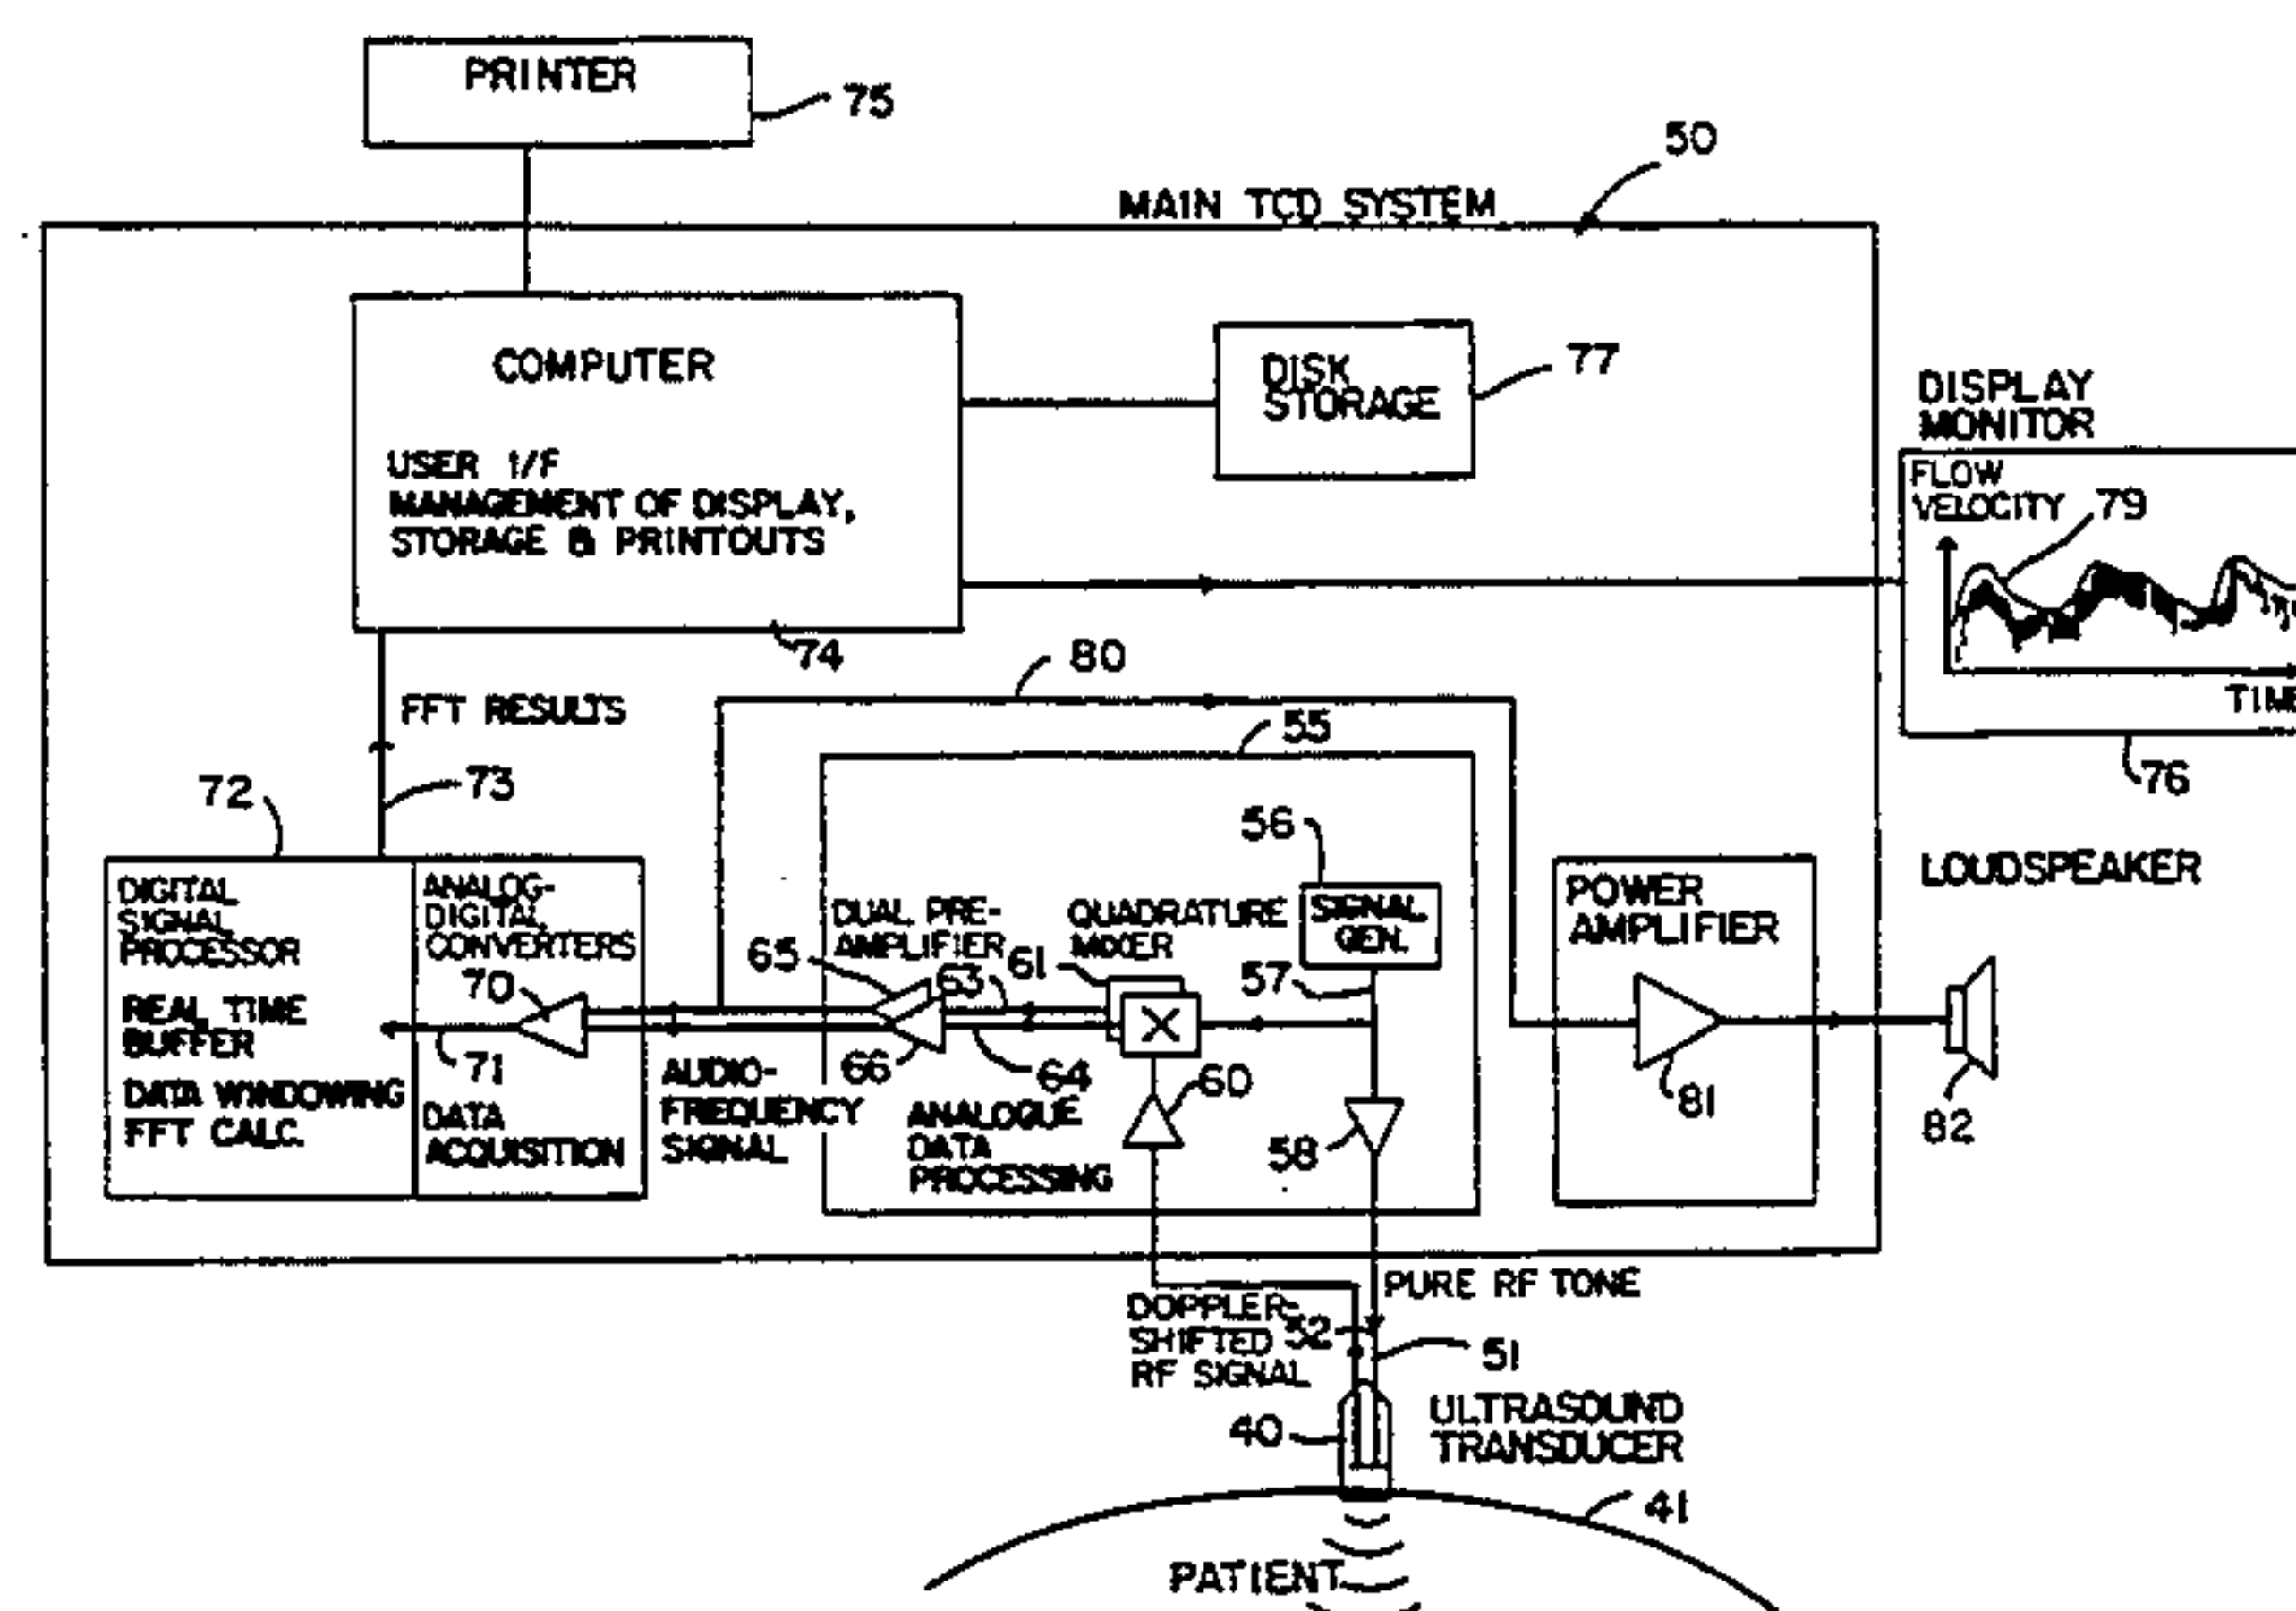 PRINTER
75
50
MAIN TCD SYSTEM
COMPUTER
USER I/F
MANAGEMENT OF DISPLAY,
STORAGE & PRINTOUTS
74
DISK
STORAGE
77
DISPLAY
MONITOR
FLOW
VELOCITY
79
TIME
76
80
FFT RESULTS
73
72
DIGITAL
SIGNAL
PROCESSOR
REAL TIME
BUFFER
DATA WINDOWING
FFT CALC.
ANALOG-
DIGITAL
CONVERTERS
70
71
DATA
ACQUISITION
AUDIO-
FREQUENCY
SIGNAL
55
56
SIGNAL
GEN.
57
DUAL PRE-
AMPLIFIER
65
63
QUADRATURE
MIXER
61
X
66
64
60
58
ANALOGUE
DATA
PROCESSING
POWER
AMPLIFIER
81
LOUDSPEAKER
82
PURE RF TONE
DOPPLER-
SHIFTED
RF SIGNAL
52
51
40
ULTRASOUND
TRANSDUCER
41
PATIENT